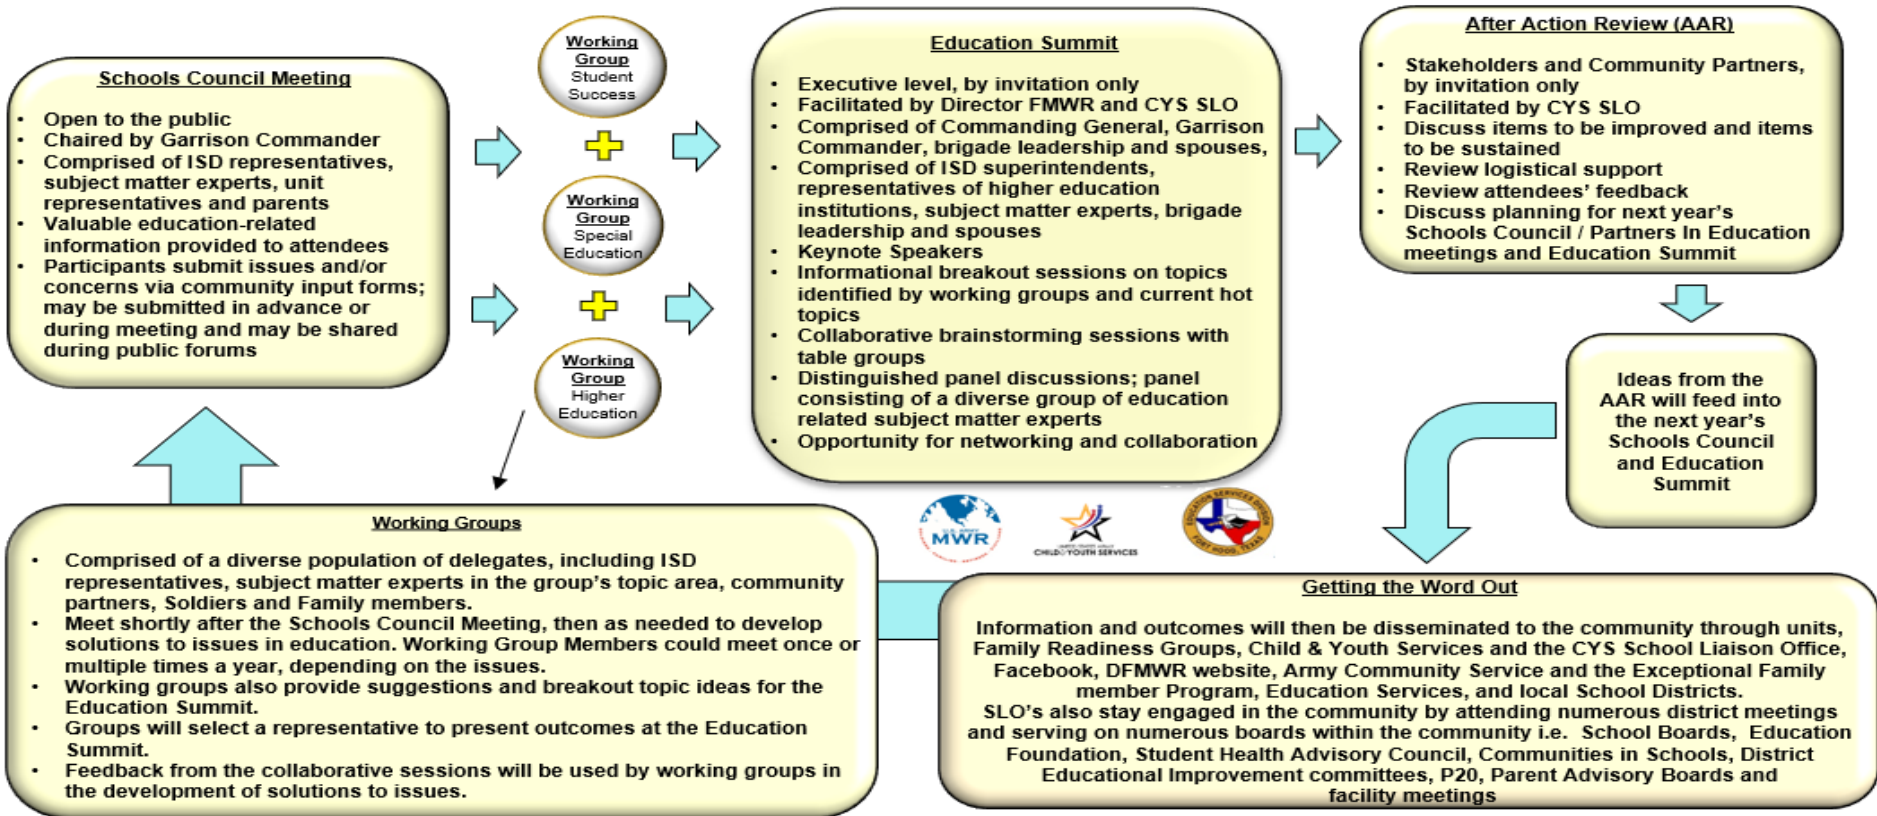 Schools Council Meeting
• Open to the public
• Chaired by Garrison Commander
• Comprised of ISD representatives,
subject matter experts, unit
representatives and parents
• Valuable education-related
information provided to attendees
• Participants submit issues and/or
concerns via community input forms;
may be submitted in advance or
during meeting and may be shared
during public forums
Working
Group
Student
Success
Working
Group
Special
Education
Working
Group
Higher
Education
Education Summit
• Executive level, by invitation only
• Facilitated by Director FMWR and CYS SLO
• Comprised of Commanding General, Garrison
Commander, brigade leadership and spouses,
• Comprised of ISD superintendents,
representatives of higher education
institutions, subject matter experts, brigade
leadership and spouses
• Keynote Speakers
• Informational breakout sessions on topics
identified by working groups and current hot
topics
• Collaborative brainstorming sessions with
table groups
• Distinguished panel discussions; panel
consisting of a diverse group of education
related subject matter experts
• Opportunity for networking and collaboration
After Action Review (AAR)
• Stakeholders and Community Partners,
by invitation only
• Facilitated by CYS SLO
• Discuss items to be improved and items
to be sustained
• Review logistical support
• Review attendees’ feedback
• Discuss planning for next year’s
Schools Council / Partners In Education
meetings and Education Summit
Ideas from the
AAR will feed into
the next year’s
Schools Council
and Education
Summit
Working Groups
• Comprised of a diverse population of delegates, including ISD
representatives, subject matter experts in the group’s topic area, community
partners, Soldiers and Family members.
• Meet shortly after the Schools Council Meeting, then as needed to develop
solutions to issues in education. Working Group Members could meet once or
multiple times a year, depending on the issues.
• Working groups also provide suggestions and breakout topic ideas for the
Education Summit.
• Groups will select a representative to present outcomes at the Education
Summit.
• Feedback from the collaborative sessions will be used by working groups in
the development of solutions to issues.
U.S. ARMY
MWR
CHILD & YOUTH SERVICES
EDUCATION SERVICES DIVISION
FORT HOOD, TEXAS
Getting the Word Out
Information and outcomes will then be disseminated to the community through units,
Family Readiness Groups, Child & Youth Services and the CYS School Liaison Office,
Facebook, DFMWR website, Army Community Service and the Exceptional Family
member Program, Education Services, and local School Districts.
SLO’s also stay engaged in the community by attending numerous district meetings
and serving on numerous boards within the community i.e. School Boards, Education
Foundation, Student Health Advisory Council, Communities in Schools, District
Educational Improvement committees, P20, Parent Advisory Boards and
facility meetings